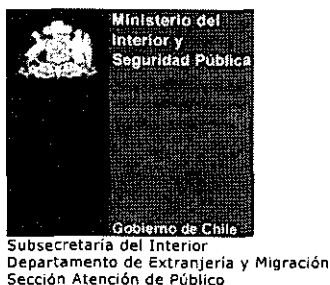 Ministerio del
Interior y
Seguridad Pública
Gobierno de Chile
Subsecretaría del Interior
Departamento de Extranjería y Migración
Sección Atención de Público